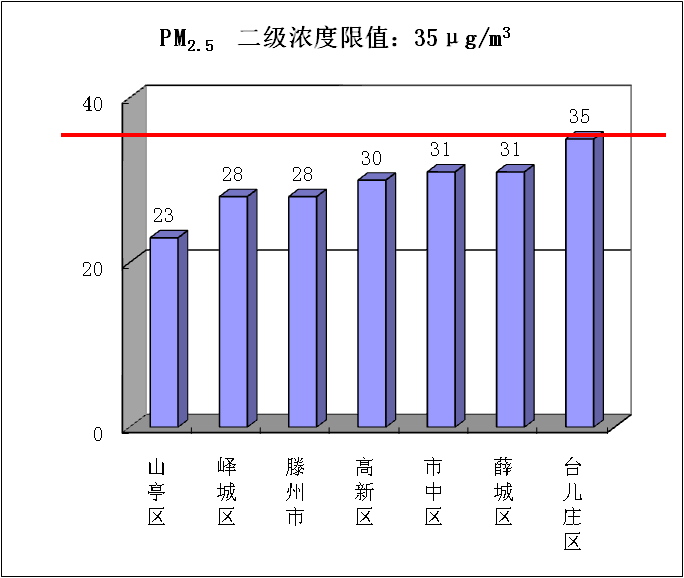 PM2.5 二级浓度限值：35μg/m3
40
20
0
23
28
28
30
31
31
35
山亭区
峄城区
滕州市
高新区
市中区
薛城区
台儿庄区